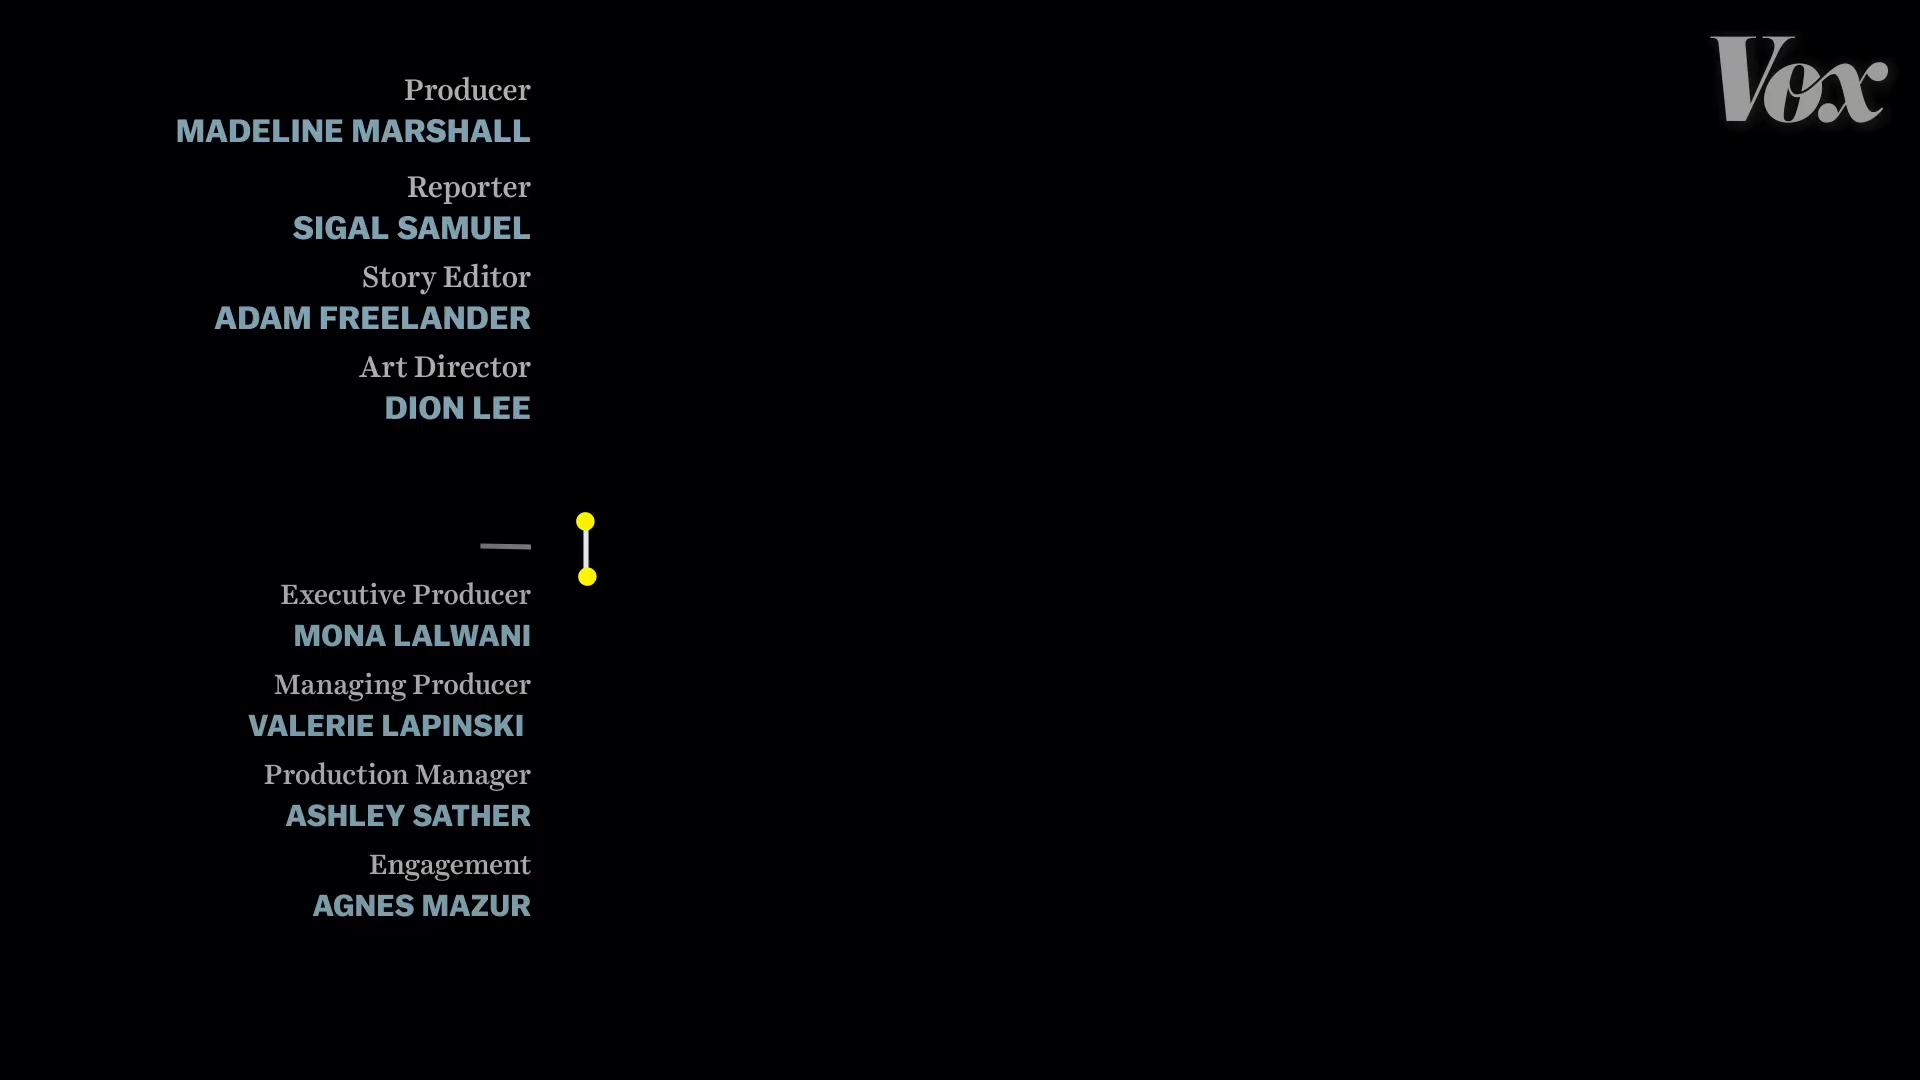 Vox
Producer
MADELINE MARSHALL
Reporter
SIGAL SAMUEL
Story Editor
ADAM FREELANDER
Art Director
DION LEE
Executive Producer
MONA LALWANI
Managing Producer
VALERIE LAPINSKI
Production Manager
ASHLEY SATHER
Engagement
AGNES MAZUR